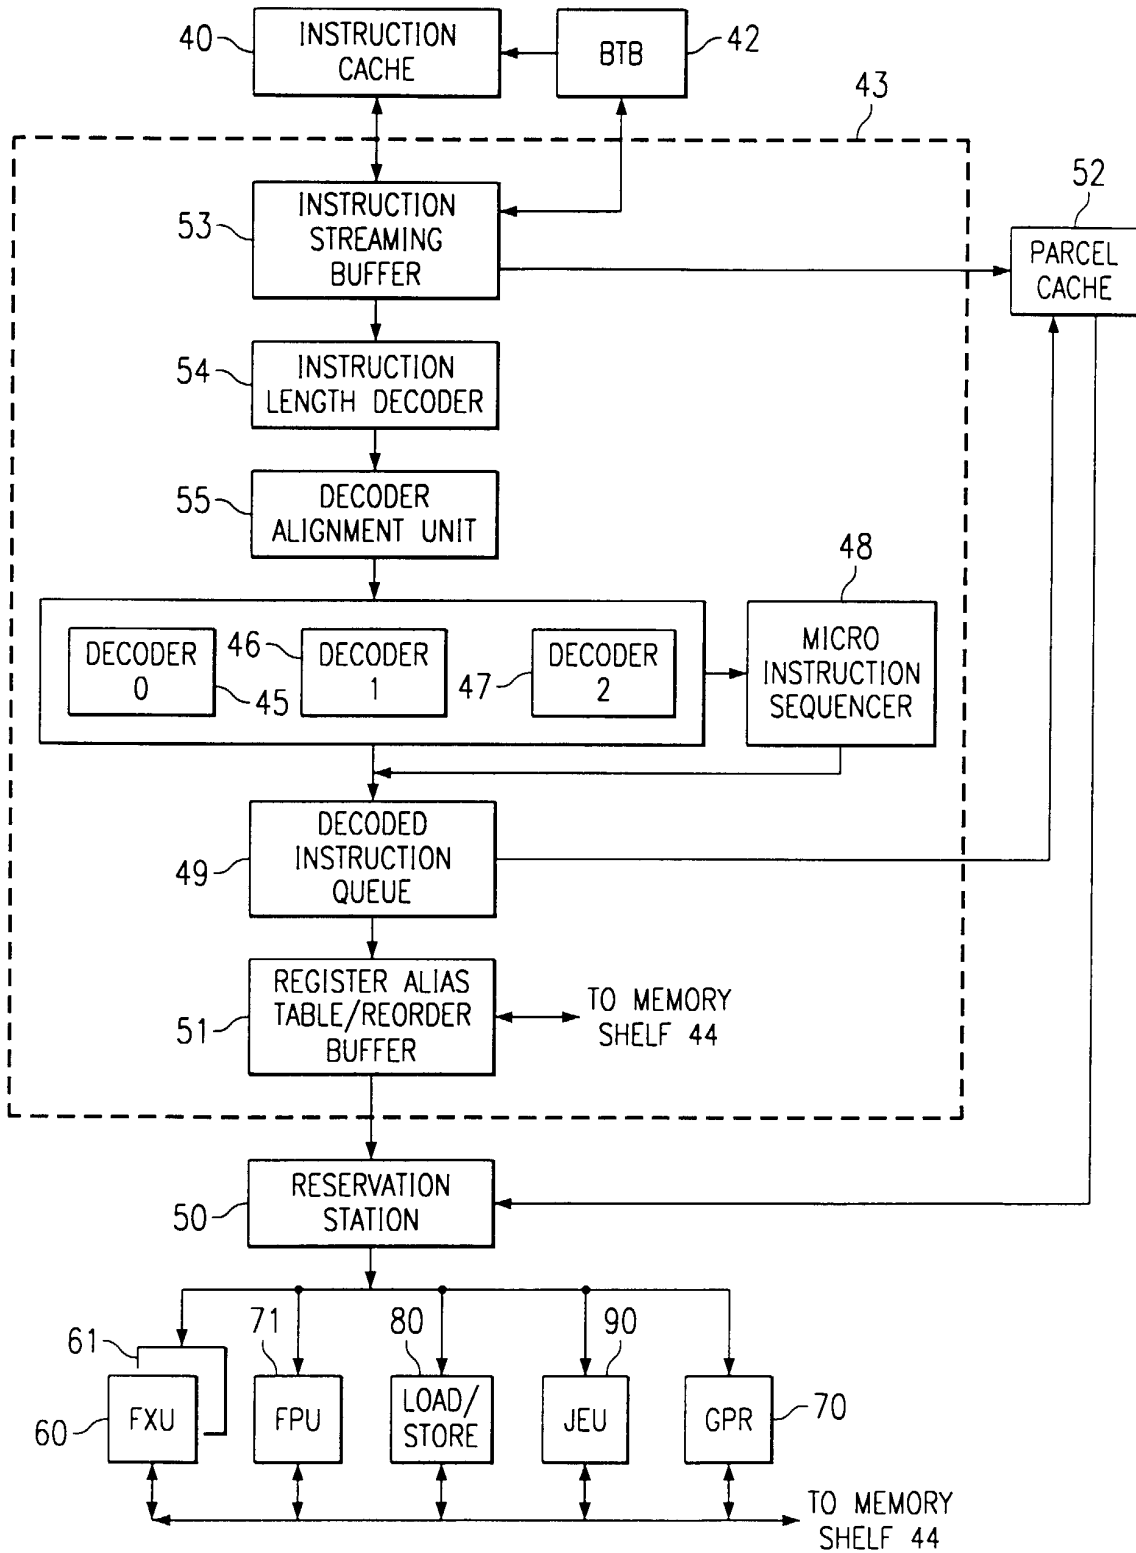 40
INSTRUCTION
CACHE
BTB
42
43
53
INSTRUCTION
STREAMING
BUFFER
52
PARCEL
CACHE
54
INSTRUCTION
LENGTH DECODER
55
DECODER
ALIGNMENT UNIT
48
DECODER
0
45
46
DECODER
1
47
DECODER
2
MICRO
INSTRUCTION
SEQUENCER
49
DECODED
INSTRUCTION
QUEUE
51
REGISTER ALIAS
TABLE/REORDER
BUFFER
TO MEMORY
SHELF 44
50
RESERVATION
STATION
61
71
80
90
60
FXU
FPU
LOAD/
STORE
JEU
GPR
70
TO MEMORY
SHELF 44